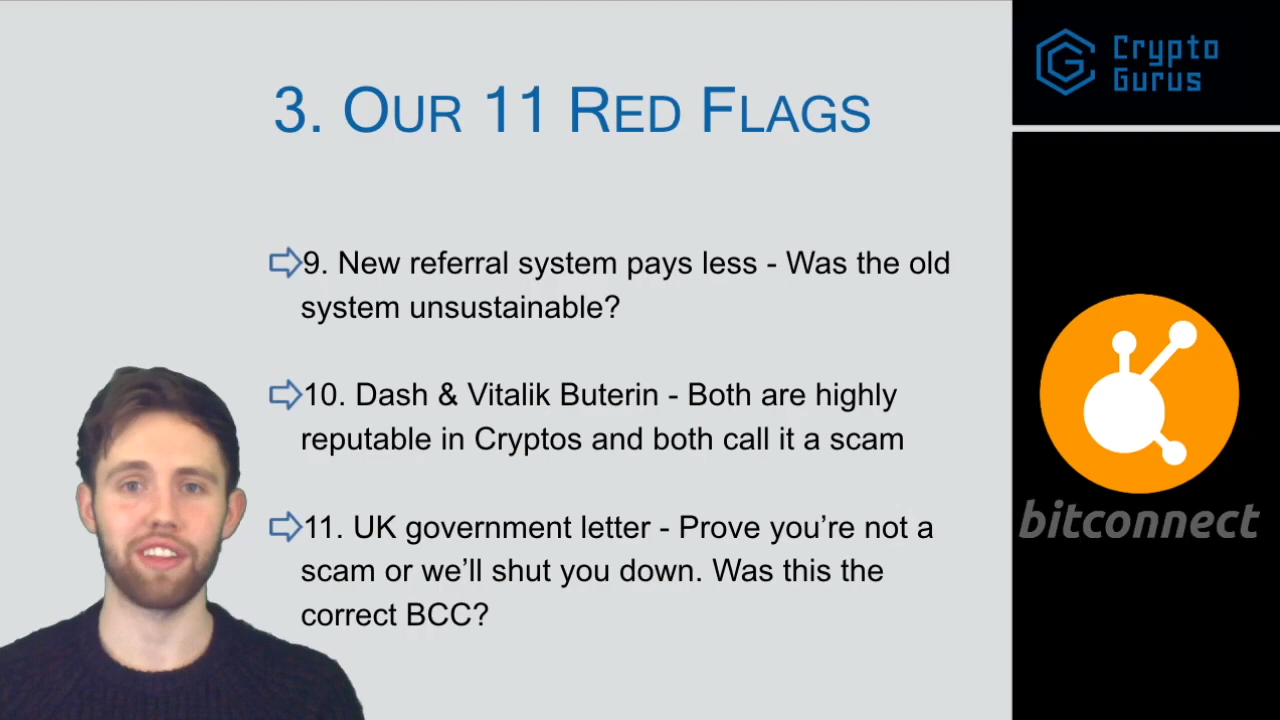 3. OUR 11 RED FLAGS
9. New referral system pays less - Was the old
system unsustainable?
10. Dash & Vitalik Buterin - Both are highly
reputable in Cryptos and both call it a scam
11. UK government letter - Prove you’re not a
scam or we’ll shut you down. Was this the
correct BCC?
Crypto
Gurus
bitconnect